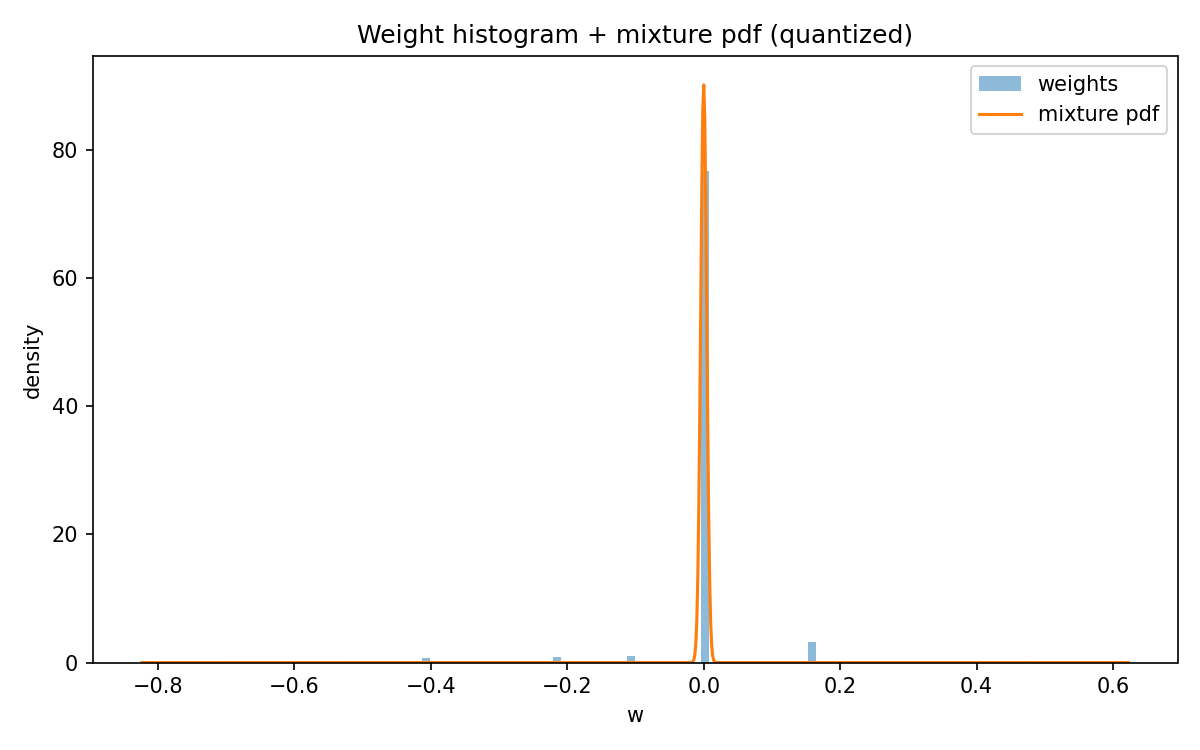 Weight histogram + mixture pdf (quantized)
weights
mixture pdf
density
80
60
40
20
0
−0.8 −0.6 −0.4 −0.2 0.0 0.2 0.4 0.6
w